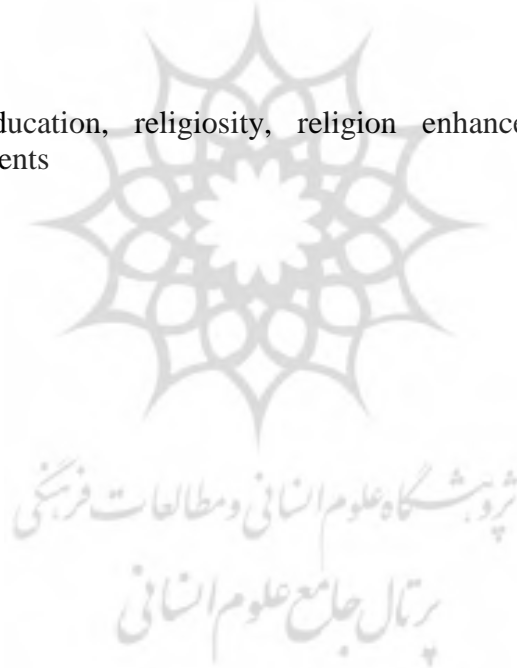 ducation, religiosity, religion enhance
ents
پژوهشگاه علوم انسانی و مطالعات فرهنگی
پرتال جامع علوم انسانی